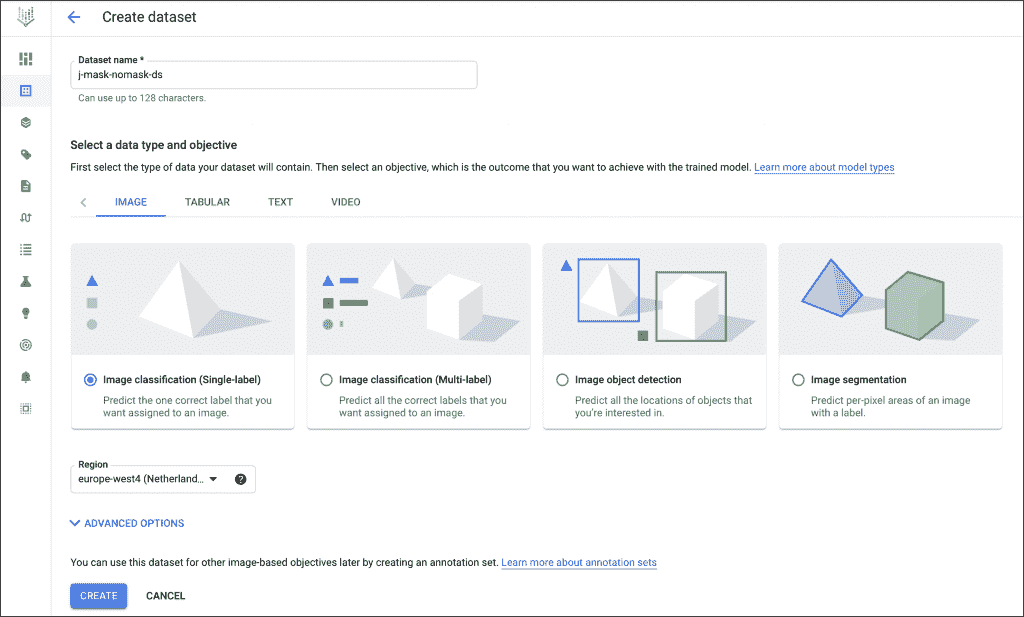 Create dataset
Dataset name *
j-mask-nomask-ds
Can use up to 128 characters.
Select a data type and objective
First select the type of data your dataset will contain. Then select an objective, which is the outcome that you want to achieve with the trained model. Learn more about model types
IMAGE TABULAR TEXT VIDEO
Image classification (Single-label)
Predict the one correct label that you
want assigned to an image.
Image classification (Multi-label)
Predict all the correct labels that you
want assigned to an image.
Image object detection
Predict all the locations of objects that
you're interested in.
Image segmentation
Predict per-pixel areas of an image
with a label.
Region
europe-west4 (Netherland...
ADVANCED OPTIONS
You can use this dataset for other image-based objectives later by creating an annotation set. Learn more about annotation sets
CREATE CANCEL